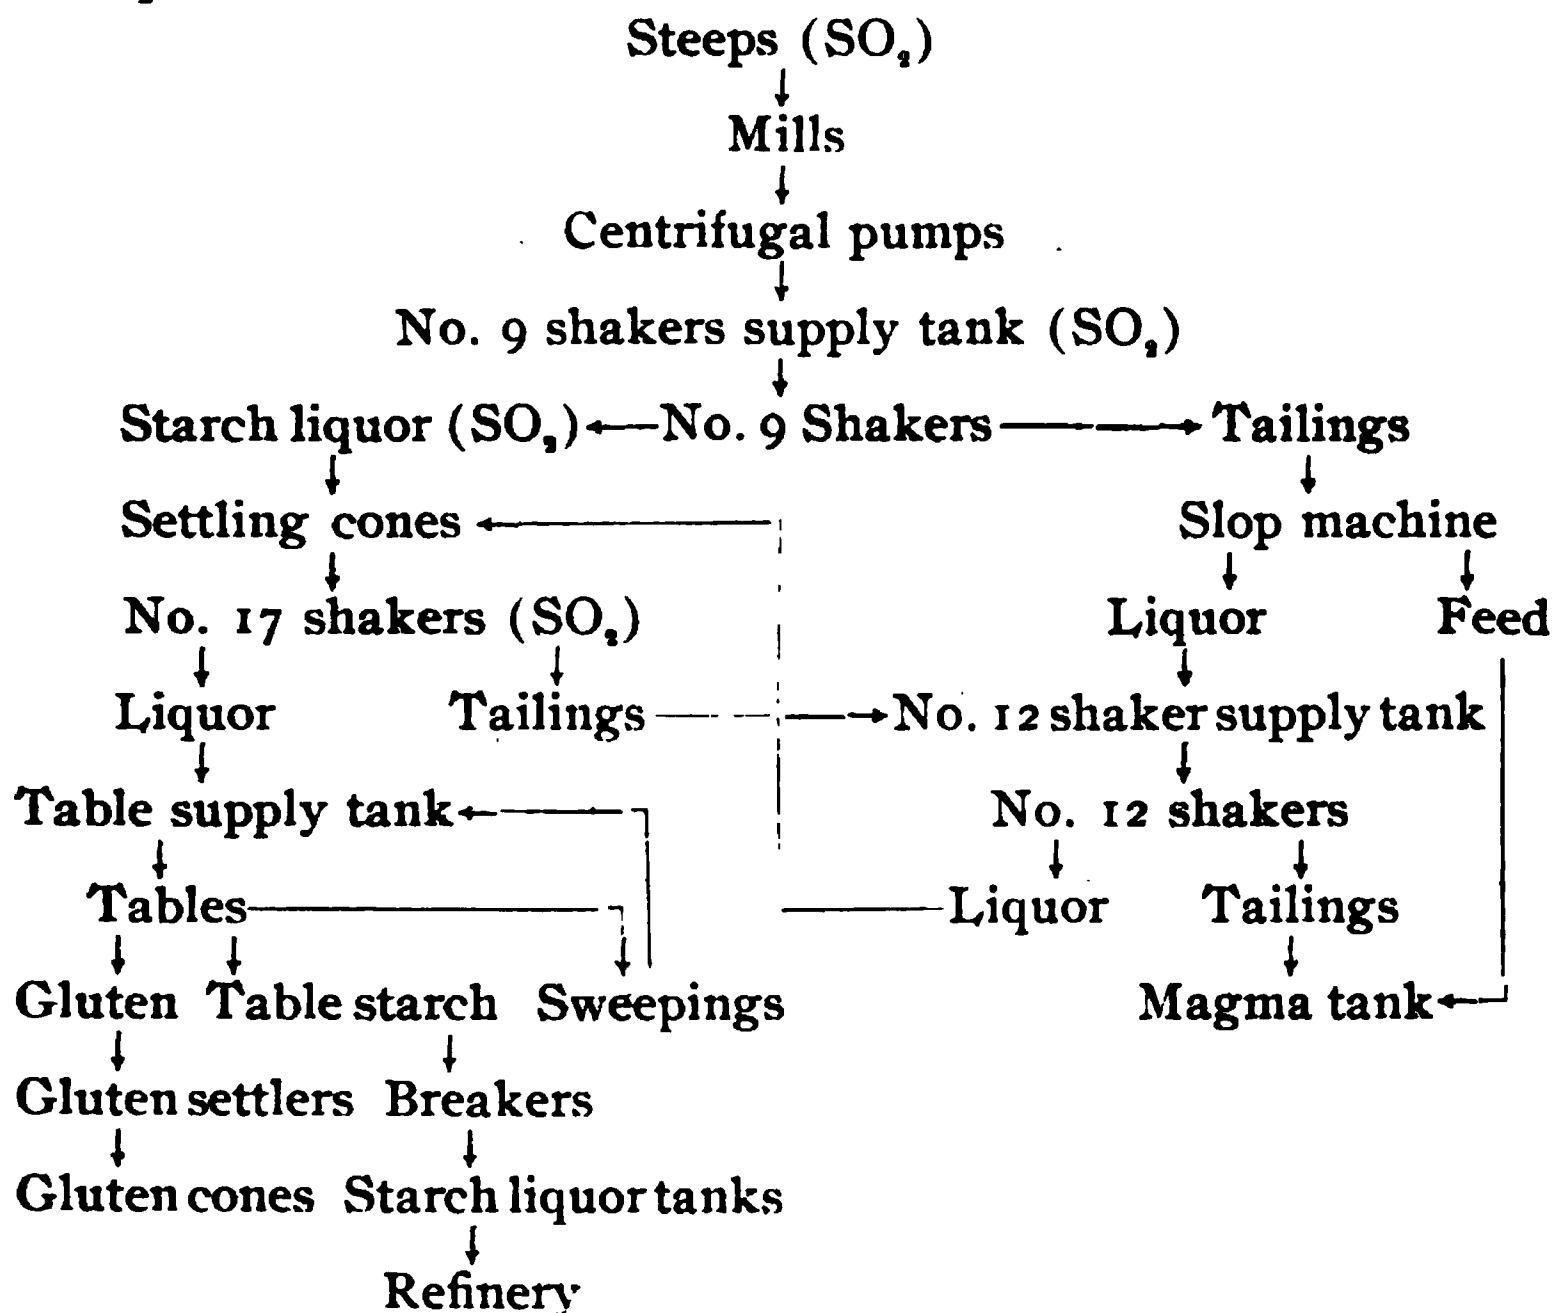 Steeps (SO₂)
Mills
Centrifugal pumps
No. 9 shakers supply tank (SO₂)
Starch liquor (SO₂) No. 9 Shakers Tailings
Settling cones Slop machine
No. 17 shakers (SO₂) Liquor Feed
Liquor Tailings No. 12 shaker supply tank
Table supply tank No. 12 shakers
Tables Liquor Tailings
Gluten Table starch Sweepings Magma tank
Gluten settlers Breakers
Gluten cones Starch liquor tanks
Refinery